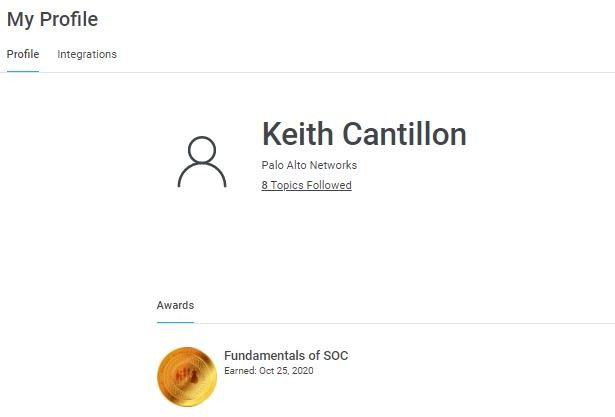 My Profile
Profile Integrations
Keith Cantillon
Palo Alto Networks
8 Topics Followed
Awards
Fundamentals of SOC
Earned: Oct 25, 2020